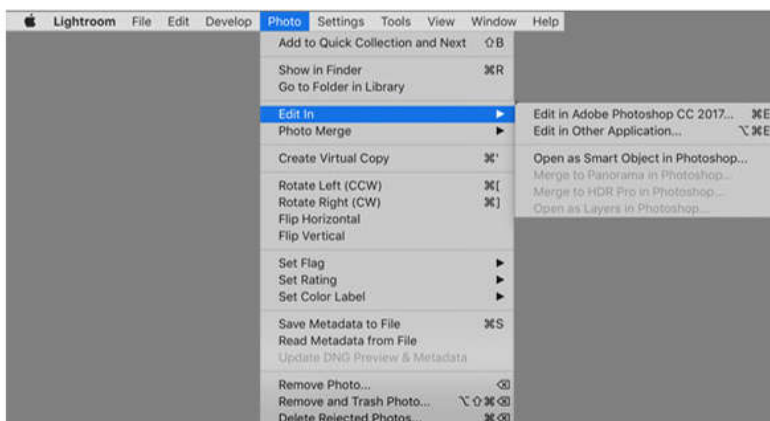 Lightroom File Edit Develop Photo Settings Tools View Window Help
Add to Quick Collection and Next ⇧B
Show in Finder ⌘R
Go to Folder in Library
Edit In ▶
Photo Merge ▶
Create Virtual Copy ⌘'
Rotate Left (CCW) ⌘[
Rotate Right (CW) ⌘]
Flip Horizontal
Flip Vertical
Set Flag ▶
Set Rating ▶
Set Color Label ▶
Save Metadata to File ⌘S
Read Metadata from File
Update DNG Preview & Metadata
Remove Photo... ⌫
Remove and Trash Photo... ⌥⇧⌘⌫
Delete Rejected Photos... ⌘⌫
Edit in Adobe Photoshop CC 2017... ⌘E
Edit in Other Application... ⌥⌘E
Open as Smart Object in Photoshop...
Merge to Panorama in Photoshop...
Merge to HDR Pro in Photoshop...
Open as Layers in Photoshop...